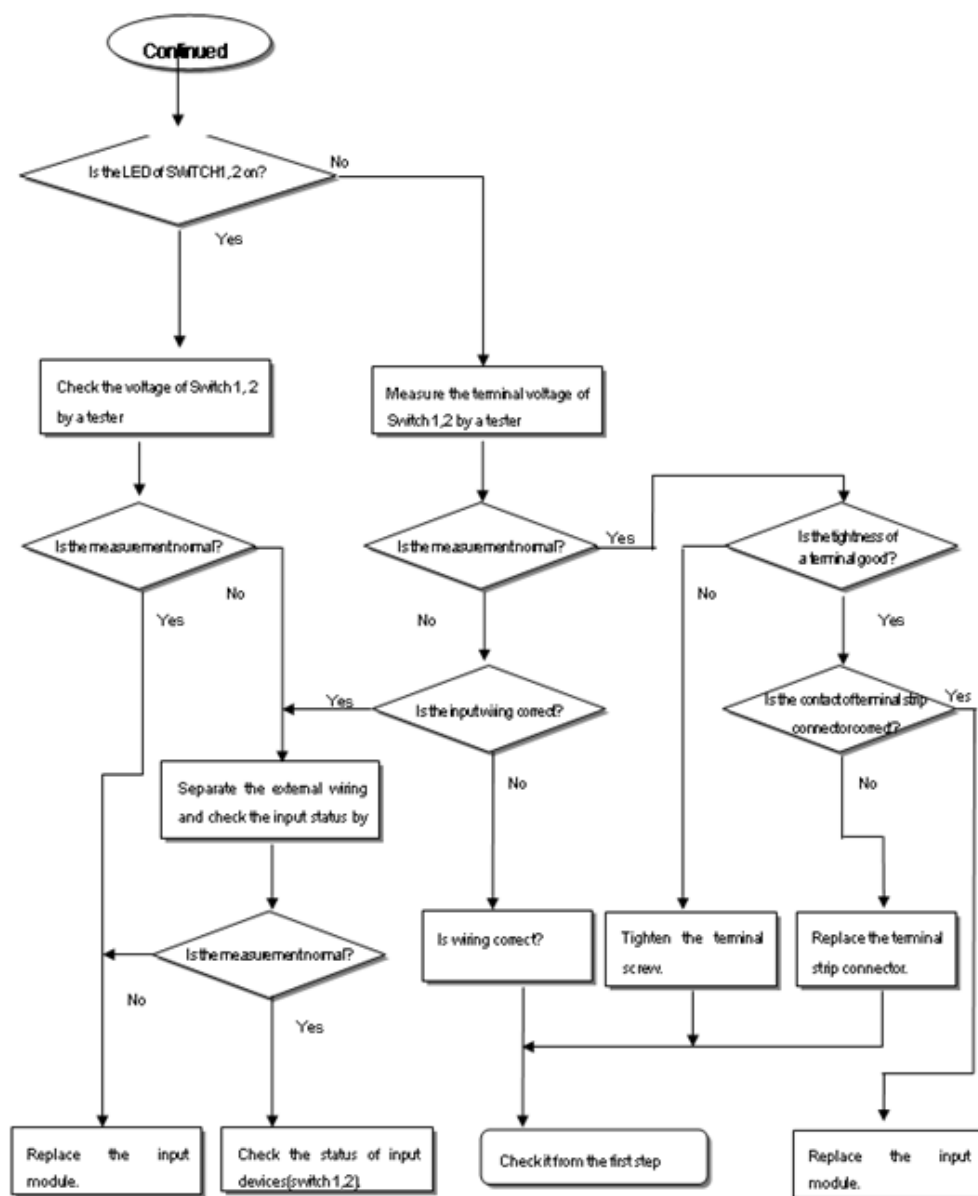 Continued
Is the LED of SWITCH1, 2 on?
No
Yes
Check the voltage of Switch 1, 2
by a tester
Measure the terminal voltage of
Switch 1,2 by a tester
Is the measurement normal?
Is the measurement normal?
Yes
Is the tightness of
a terminal good?
No
Yes
No
No
Yes
Yes
Is the input wiring correct?
Is the contact of terminal strip
connector correct?
Yes
Separate the external wiring
and check the input status by
No
No
Is the measurement normal?
Is wiring correct?
Tighten the terminal
screw.
Replace the terminal
strip connector.
No
Yes
Replace the input
module.
Check the status of input
devices(switch 1,2).
Check it from the first step
Replace the input
module.